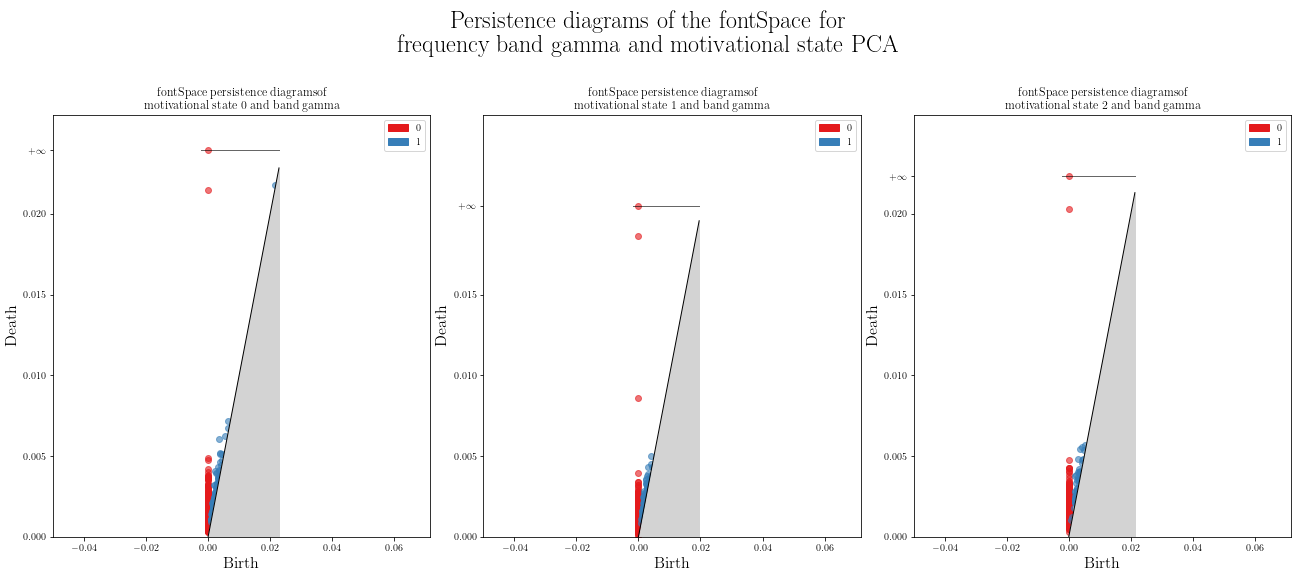 Persistence diagrams of the fontSpace for
frequency band gamma and motivational state PCA
fontSpace persistence diagramsof
motivational state 0 and band gamma
0
1
+∞
0.020
0.015
0.010
0.005
0.000
Death
−0.04 −0.02 0.00 0.02 0.04 0.06
Birth
fontSpace persistence diagramsof
motivational state 1 and band gamma
0
1
+∞
0.015
0.010
0.005
0.000
Death
−0.04 −0.02 0.00 0.02 0.04 0.06
Birth
fontSpace persistence diagramsof
motivational state 2 and band gamma
0
1
+∞
0.020
0.015
0.010
0.005
0.000
Death
−0.04 −0.02 0.00 0.02 0.04 0.06
Birth